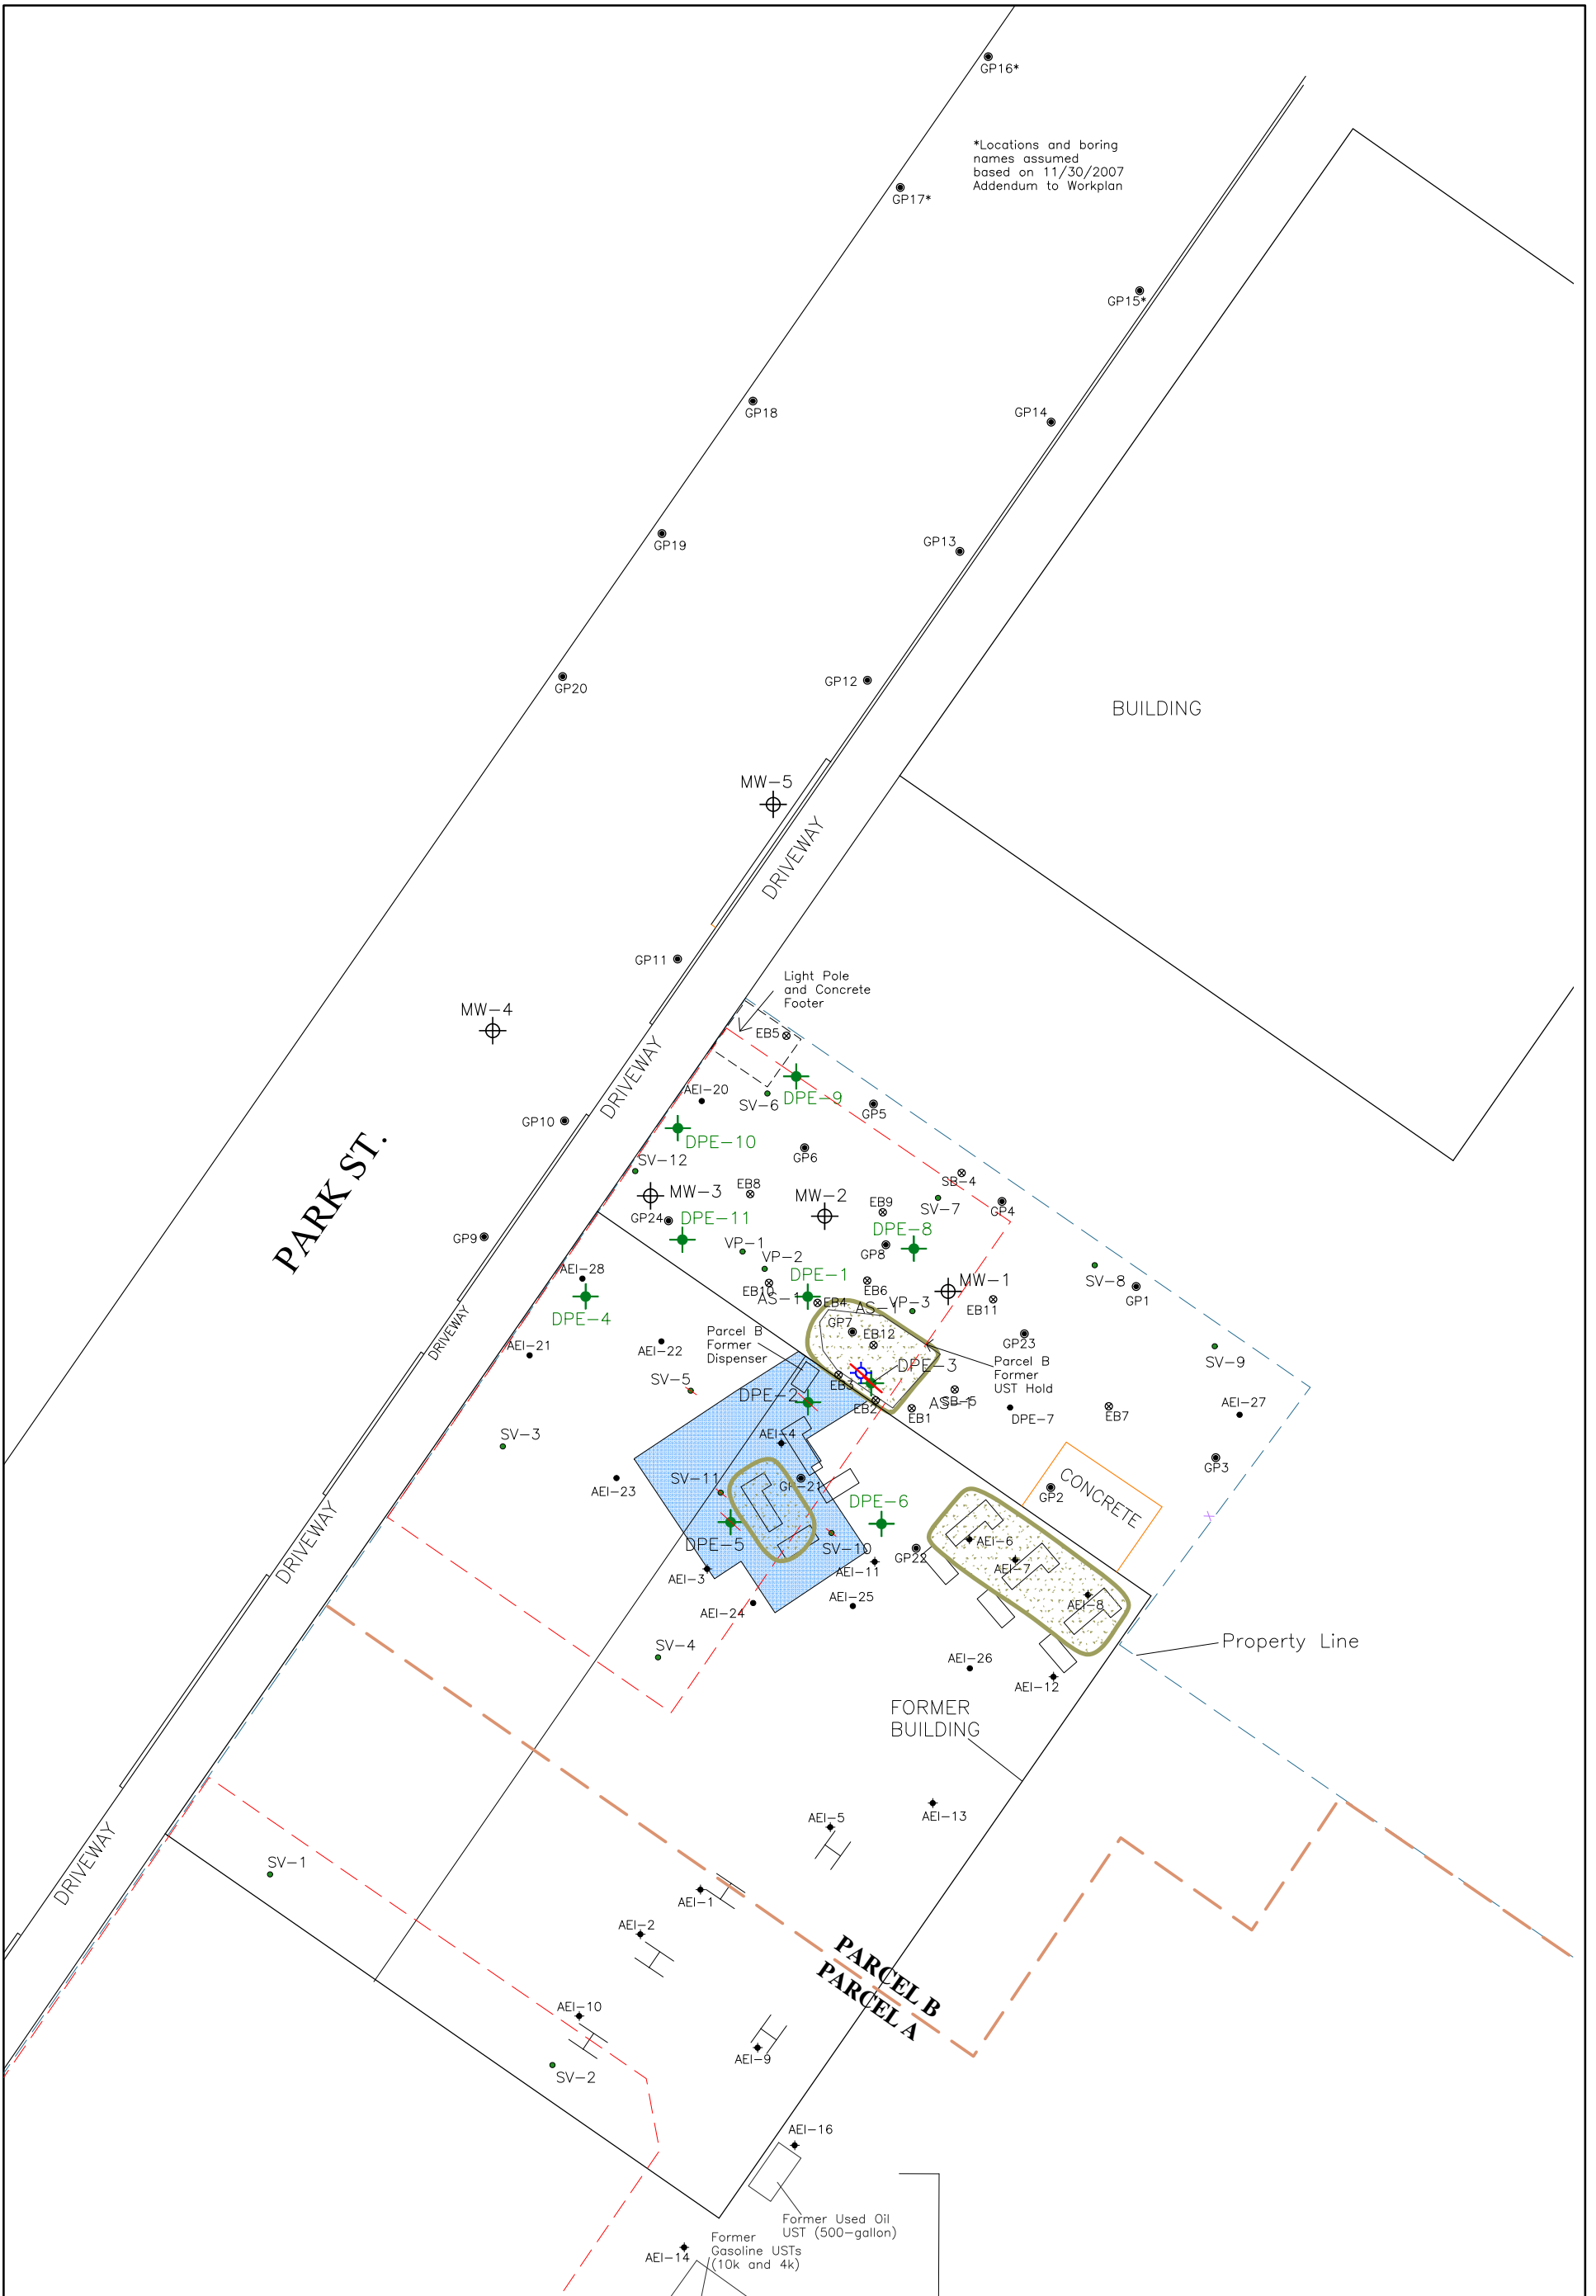 GP16*
*Locations and boring
names assumed
based on 11/30/2007
Addendum to Workplan
GP17*
GP15*
GP18
GP14
GP19
GP13
GP20
GP12
BUILDING
MW-5
DRIVEWAY
GP11
Light Pole
and Concrete
Footer
MW-4
EB5
DRIVEWAY
AEI-20
SV-6
DPE-9
GP5
GP10
DPE-10
PARK ST.
GP6
SV-12
SB-4
MW-3
EB8
MW-2
EB9
SV-7
GP4
GP24
DPE-11
DPE-8
GP9
VP-1
GP8
VP-2
AEI-28
SV-8
EB10
DPE-1
EB6
MW-1
GP1
AS-1
EB4
AS-1
VP-3
EB11
DPE-4
DRIVEWAY
Parcel B
Former
Dispenser
GP7
EB12
GP23
AEI-21
AEI-22
DPE-3
Parcel B
Former
UST Hold
SV-9
SV-5
EB3
DPE-2
EB2
AS-1
SB-5
EB1
DPE-7
EB7
AEI-27
SV-3
AEI-4
GP3
SV-11
GP-21
AEI-23
GP2
CONCRETE
DPE-6
DRIVEWAY
DPE-5
SV-10
AEI-6
GP22
AEI-7
AEI-3
AEI-11
AEI-24
AEI-25
AEI-8
SV-4
Property Line
AEI-26
AEI-12
FORMER
BUILDING
AEI-13
AEI-5
DRIVEWAY
SV-1
AEI-1
AEI-2
PARCEL B
PARCEL A
AEI-10
AEI-9
SV-2
AEI-16
Former Used Oil
UST (500-gallon)
AEI-14
Former
Gasoline USTs
(10k and 4k)